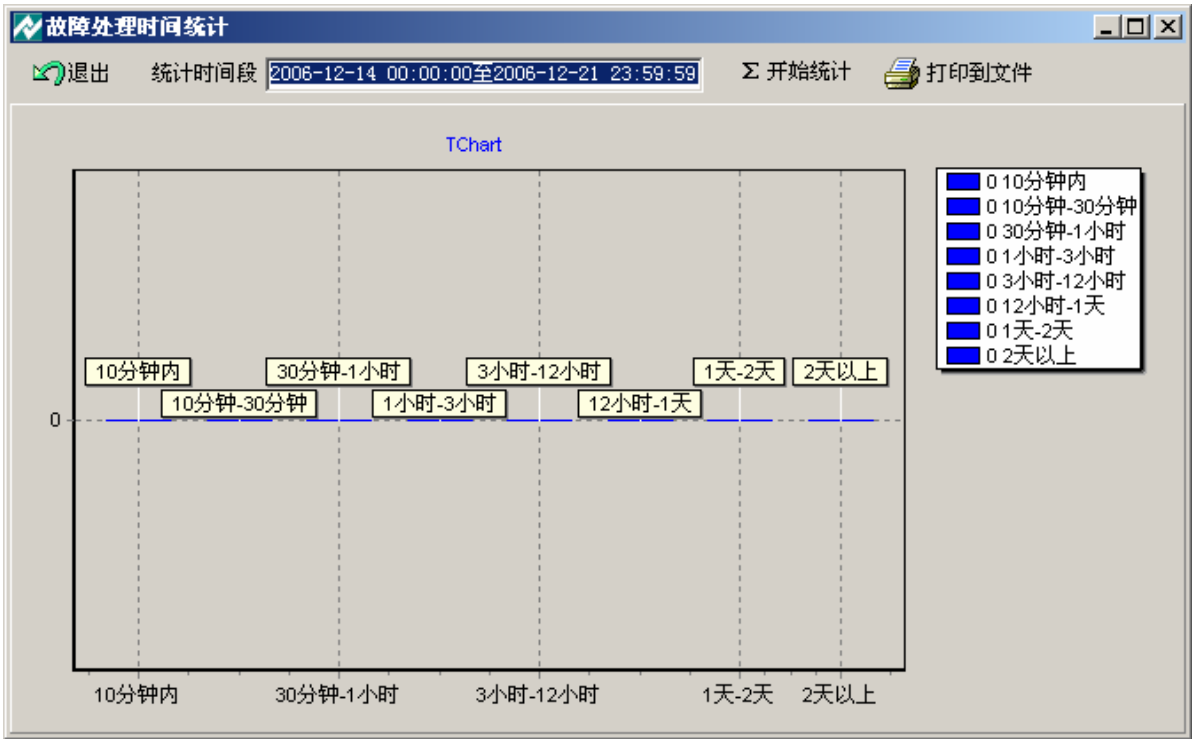 故障处理时间统计
退出 统计时间段 2006-12-14 00:00:00至2006-12-21 23:59:59 Σ 开始统计 打印到文件
TChart
0 10分钟内
0 10分钟-30分钟
0 30分钟-1小时
0 1小时-3小时
0 3小时-12小时
0 12小时-1天
0 1天-2天
0 2天以上
10分钟内 30分钟-1小时 3小时-12小时 1天-2天 2天以上
10分钟-30分钟 1小时-3小时 12小时-1天
0
10分钟内 30分钟-1小时 3小时-12小时 1天-2天 2天以上